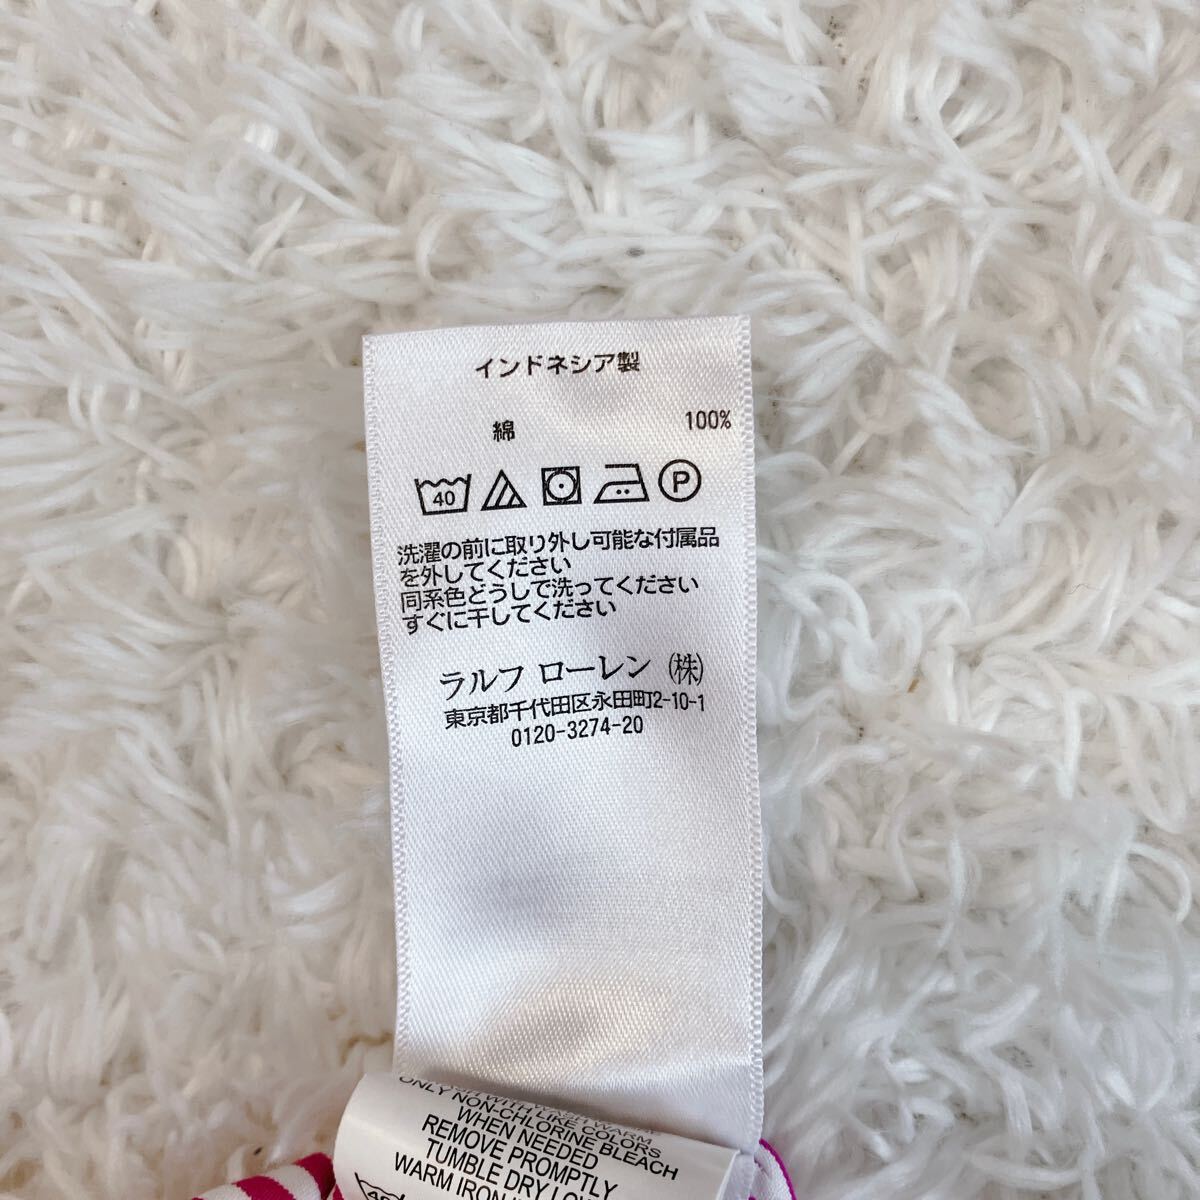 インドネシア製
綿 100%
40 P
洗濯の前に取り外し可能な付属品
を外してください
同系色どうしで洗ってください
すぐに干してください
ラルフ ローレン (株)
東京都千代田区永田町2-10-1
0120-3274-20
WITH LIKE COLORS
ONLY NON-CHLORINE BLEACH
WHEN NEEDED
REMOVE PROMPTLY
TUMBLE DRY LOW
WARM IRON